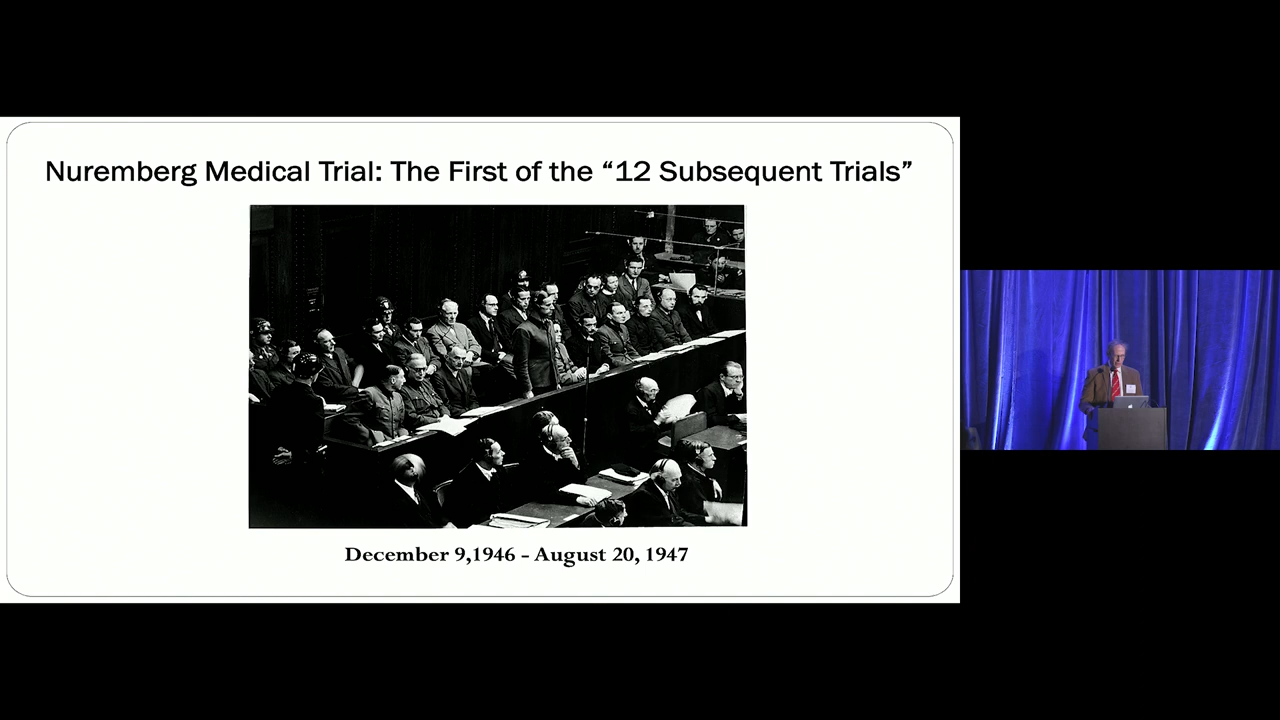 Nuremberg Medical Trial: The First of the “12 Subsequent Trials”
December 9,1946 - August 20, 1947